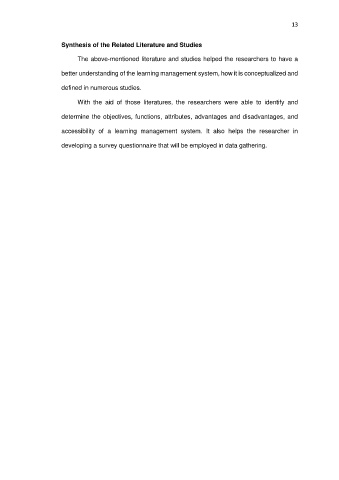 13
Synthesis of the Related Literature and Studies
The above-mentioned literature and studies helped the researchers to have a
better understanding of the learning management system, how it is conceptualized and
defined in numerous studies.
With the aid of those literatures, the researchers were able to identify and
determine the objectives, functions, attributes, advantages and disadvantages, and
accessibility of a learning management system. It also helps the researcher in
developing a survey questionnaire that will be employed in data gathering.